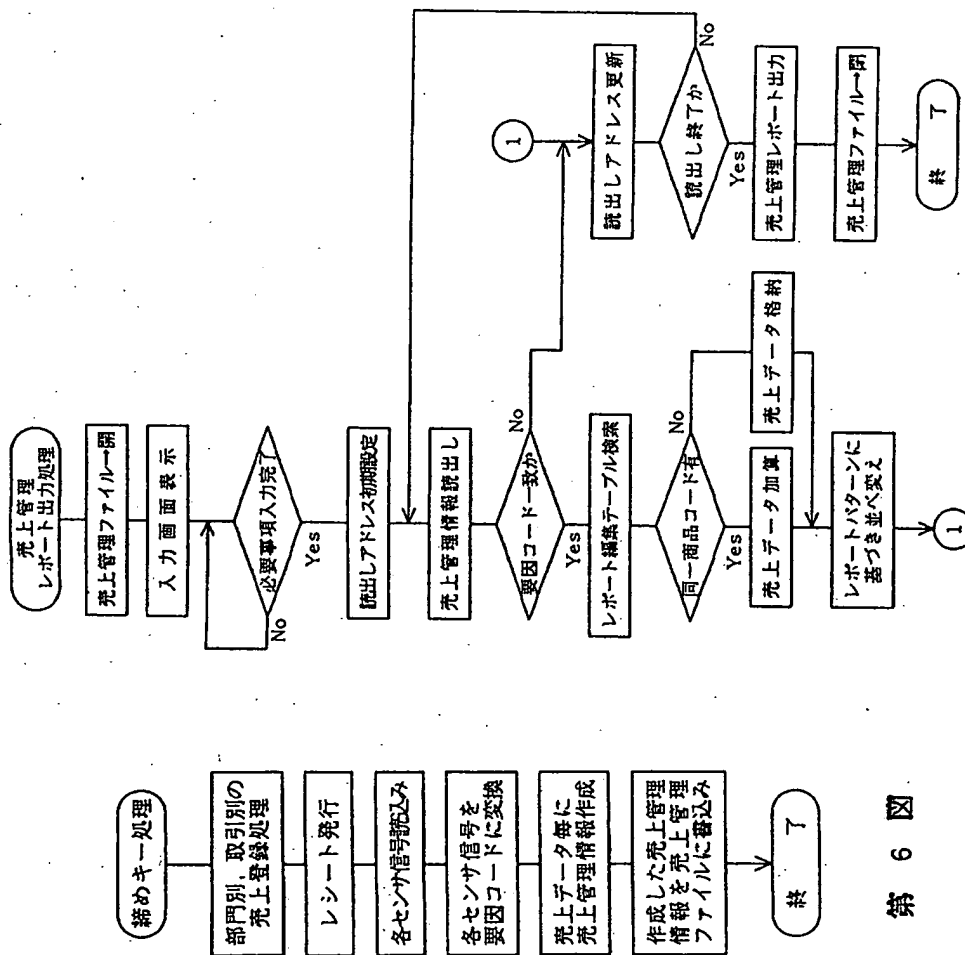 締めキー処理
部門別,取引別の
売上登録処理
レシート発行
各センサ信号読込み
各センサ信号を
要因コードに変換
売上データ毎に
売上管理情報作成
作成した売上管理
情報を売上管理
ファイルに書込み
終 了
第 6 図
売上管理
レポート出力処理
売上管理ファイル→開
入力画面表示
必要事項入力完了
No
Yes
読出しアドレス初期設定
売上管理情報読出し
要因コード一致か
No
Yes
レポート編集テーブル検索
同一商品コード有
No
Yes
売上データ加算
売上データ格納
レポートパターンに
基づき並べ変え
1
1
読出しアドレス更新
読出し終了か
No
Yes
売上管理レポート出力
売上管理ファイル→閉
終 了